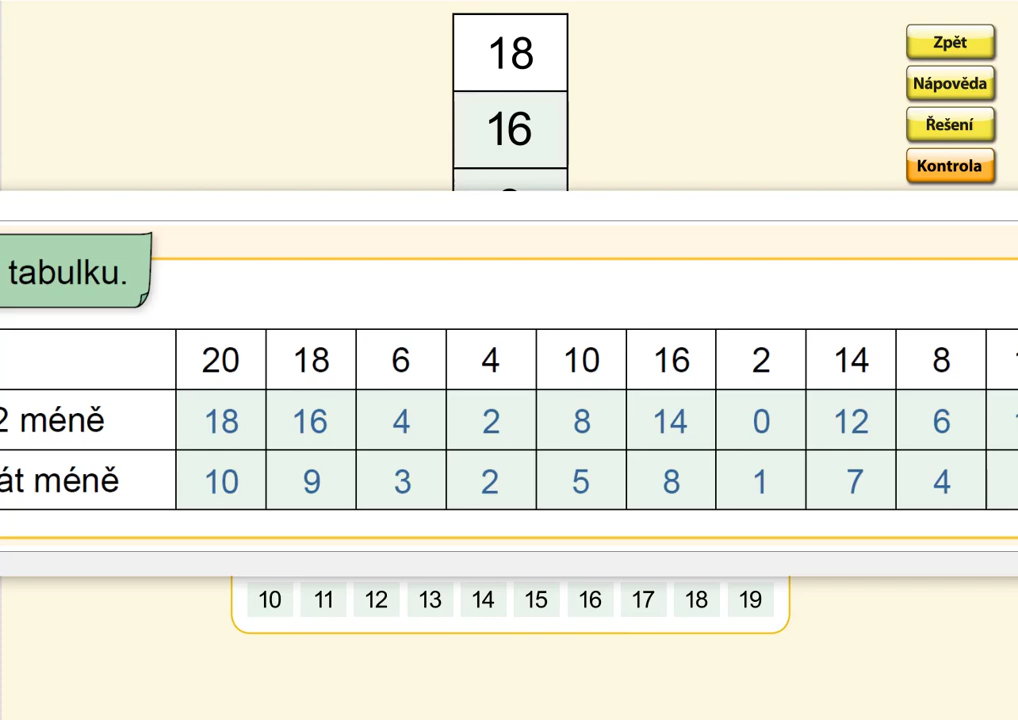 18
16
Zpět
Nápověda
Řešení
Kontrola
tabulku.
20 18 6 4 10 16 2 14 8
2 méně 18 16 4 2 8 14 0 12 6
át méně 10 9 3 2 5 8 1 7 4
10 11 12 13 14 15 16 17 18 19